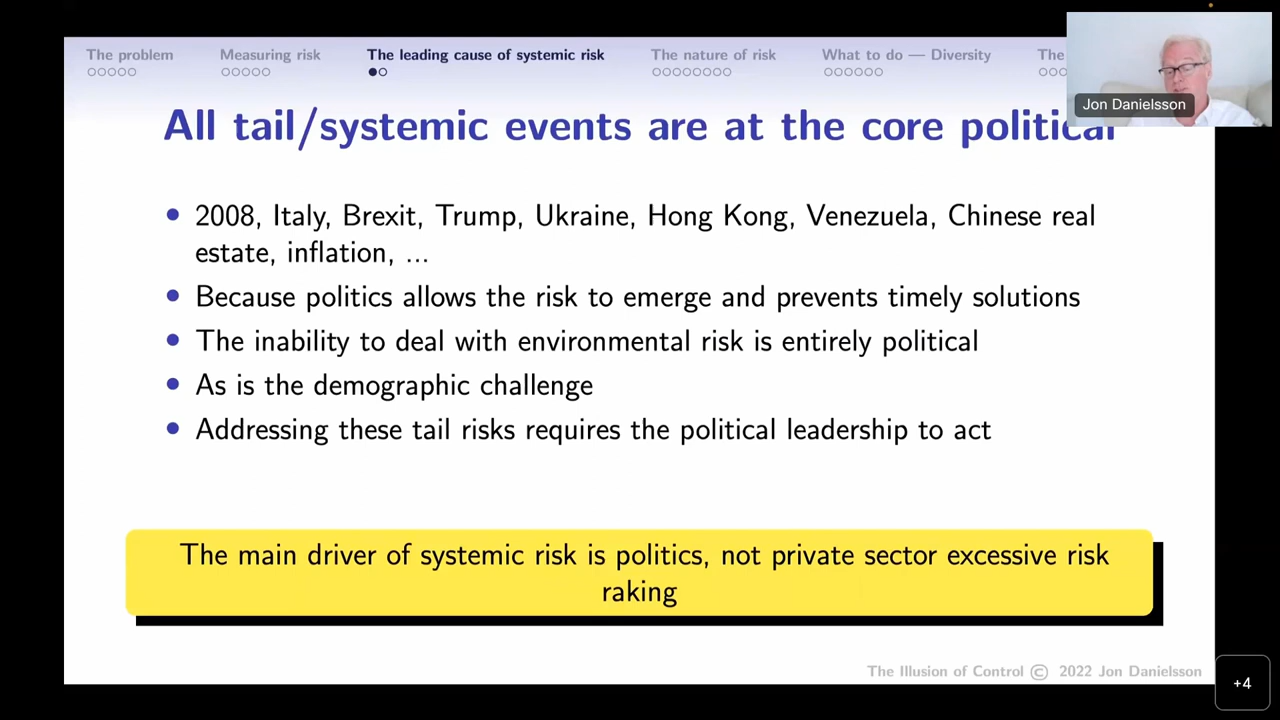 The problem
Measuring risk
The leading cause of systemic risk
The nature of risk
What to do — Diversity
The
Jon Danielsson
All tail/systemic events are at the core political
2008, Italy, Brexit, Trump, Ukraine, Hong Kong, Venezuela, Chinese real
estate, inflation, ...
Because politics allows the risk to emerge and prevents timely solutions
The inability to deal with environmental risk is entirely political
As is the demographic challenge
Addressing these tail risks requires the political leadership to act
The main driver of systemic risk is politics, not private sector excessive risk
raking
The Illusion of Control © 2022 Jon Danielsson
+4